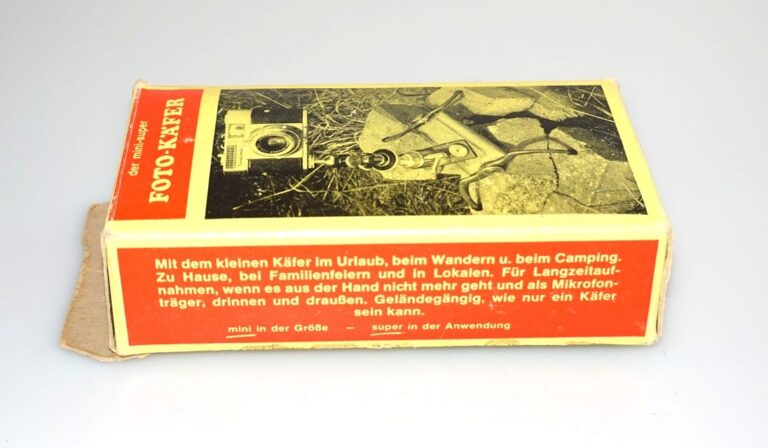 der mini-super
FOTO-KÄFER
Mit dem kleinen Käfer im Urlaub, beim Wandern u. beim Camping.
Zu Hause, bei Familienfeiern und in Lokalen. Für Langzeitauf-
nahmen, wenn es aus der Hand nicht mehr geht und als Mikrofon-
träger, drinnen und draußen. Geländegängig, wie nur ein Käfer
sein kann.
mini in der Größe – super in der Anwendung